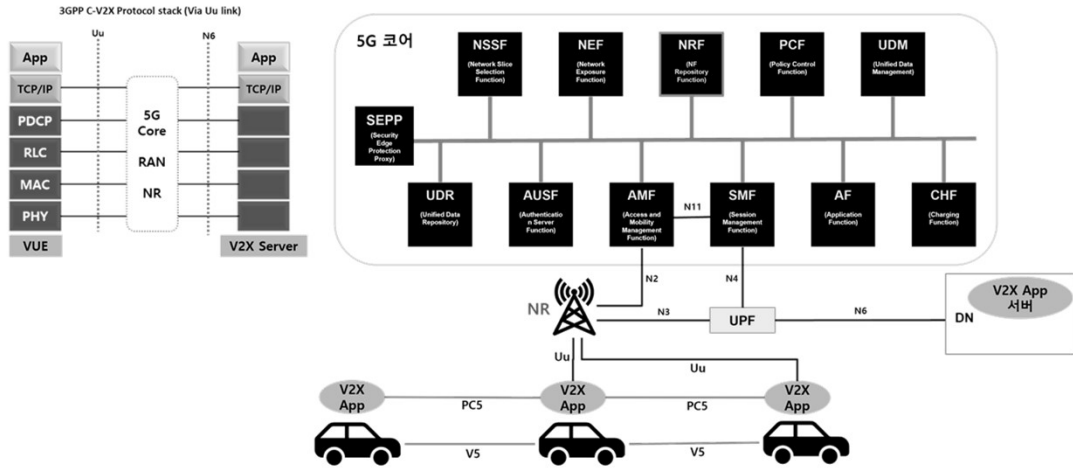 3GPP C-V2X Protocol stack (Via Uu link)
Uu
N6
App
App
TCP/IP
TCP/IP
PDCP
RLC
MAC
PHY
5G
Core
RAN
NR
VUE
V2X Server
5G 코어
NSSF
(Network Slice
Selection
Function)
NEF
(Network
Exposure
Function)
NRF
(NF
Repository
Function)
PCF
(Policy Control
Function)
UDM
(Unified Data
Management)
SEPP
(Security
Edge
Protection
Proxy)
UDR
(Unified Data
Repository)
AUSF
(Authenticatio
n Server
Function)
AMF
(Access and
Mobility
Management
Function)
N11
SMF
(Session
Management
Function)
AF
(Application
Function)
CHF
(Charging
Function)
N2
N4
NR
N3
UPF
N6
DN
V2X App
서버
Uu
Uu
V2X
App
PC5
V2X
App
PC5
V2X
App
V5
V5